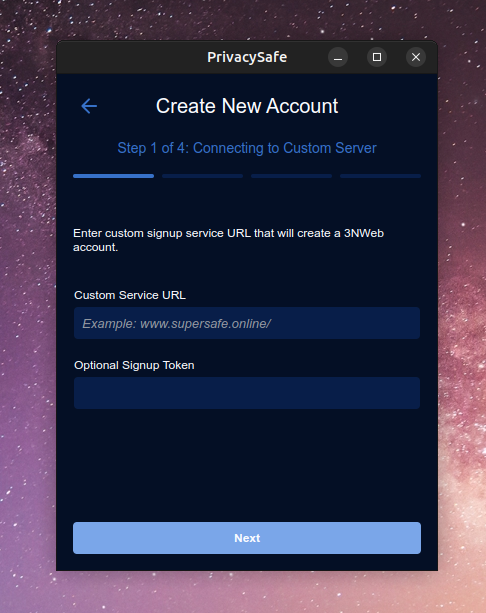 PrivacySafe
Create New Account
Step 1 of 4: Connecting to Custom Server
Enter custom signup service URL that will create a 3NWeb
account.
Custom Service URL
Example: www.supersafe.online/
Optional Signup Token
Next